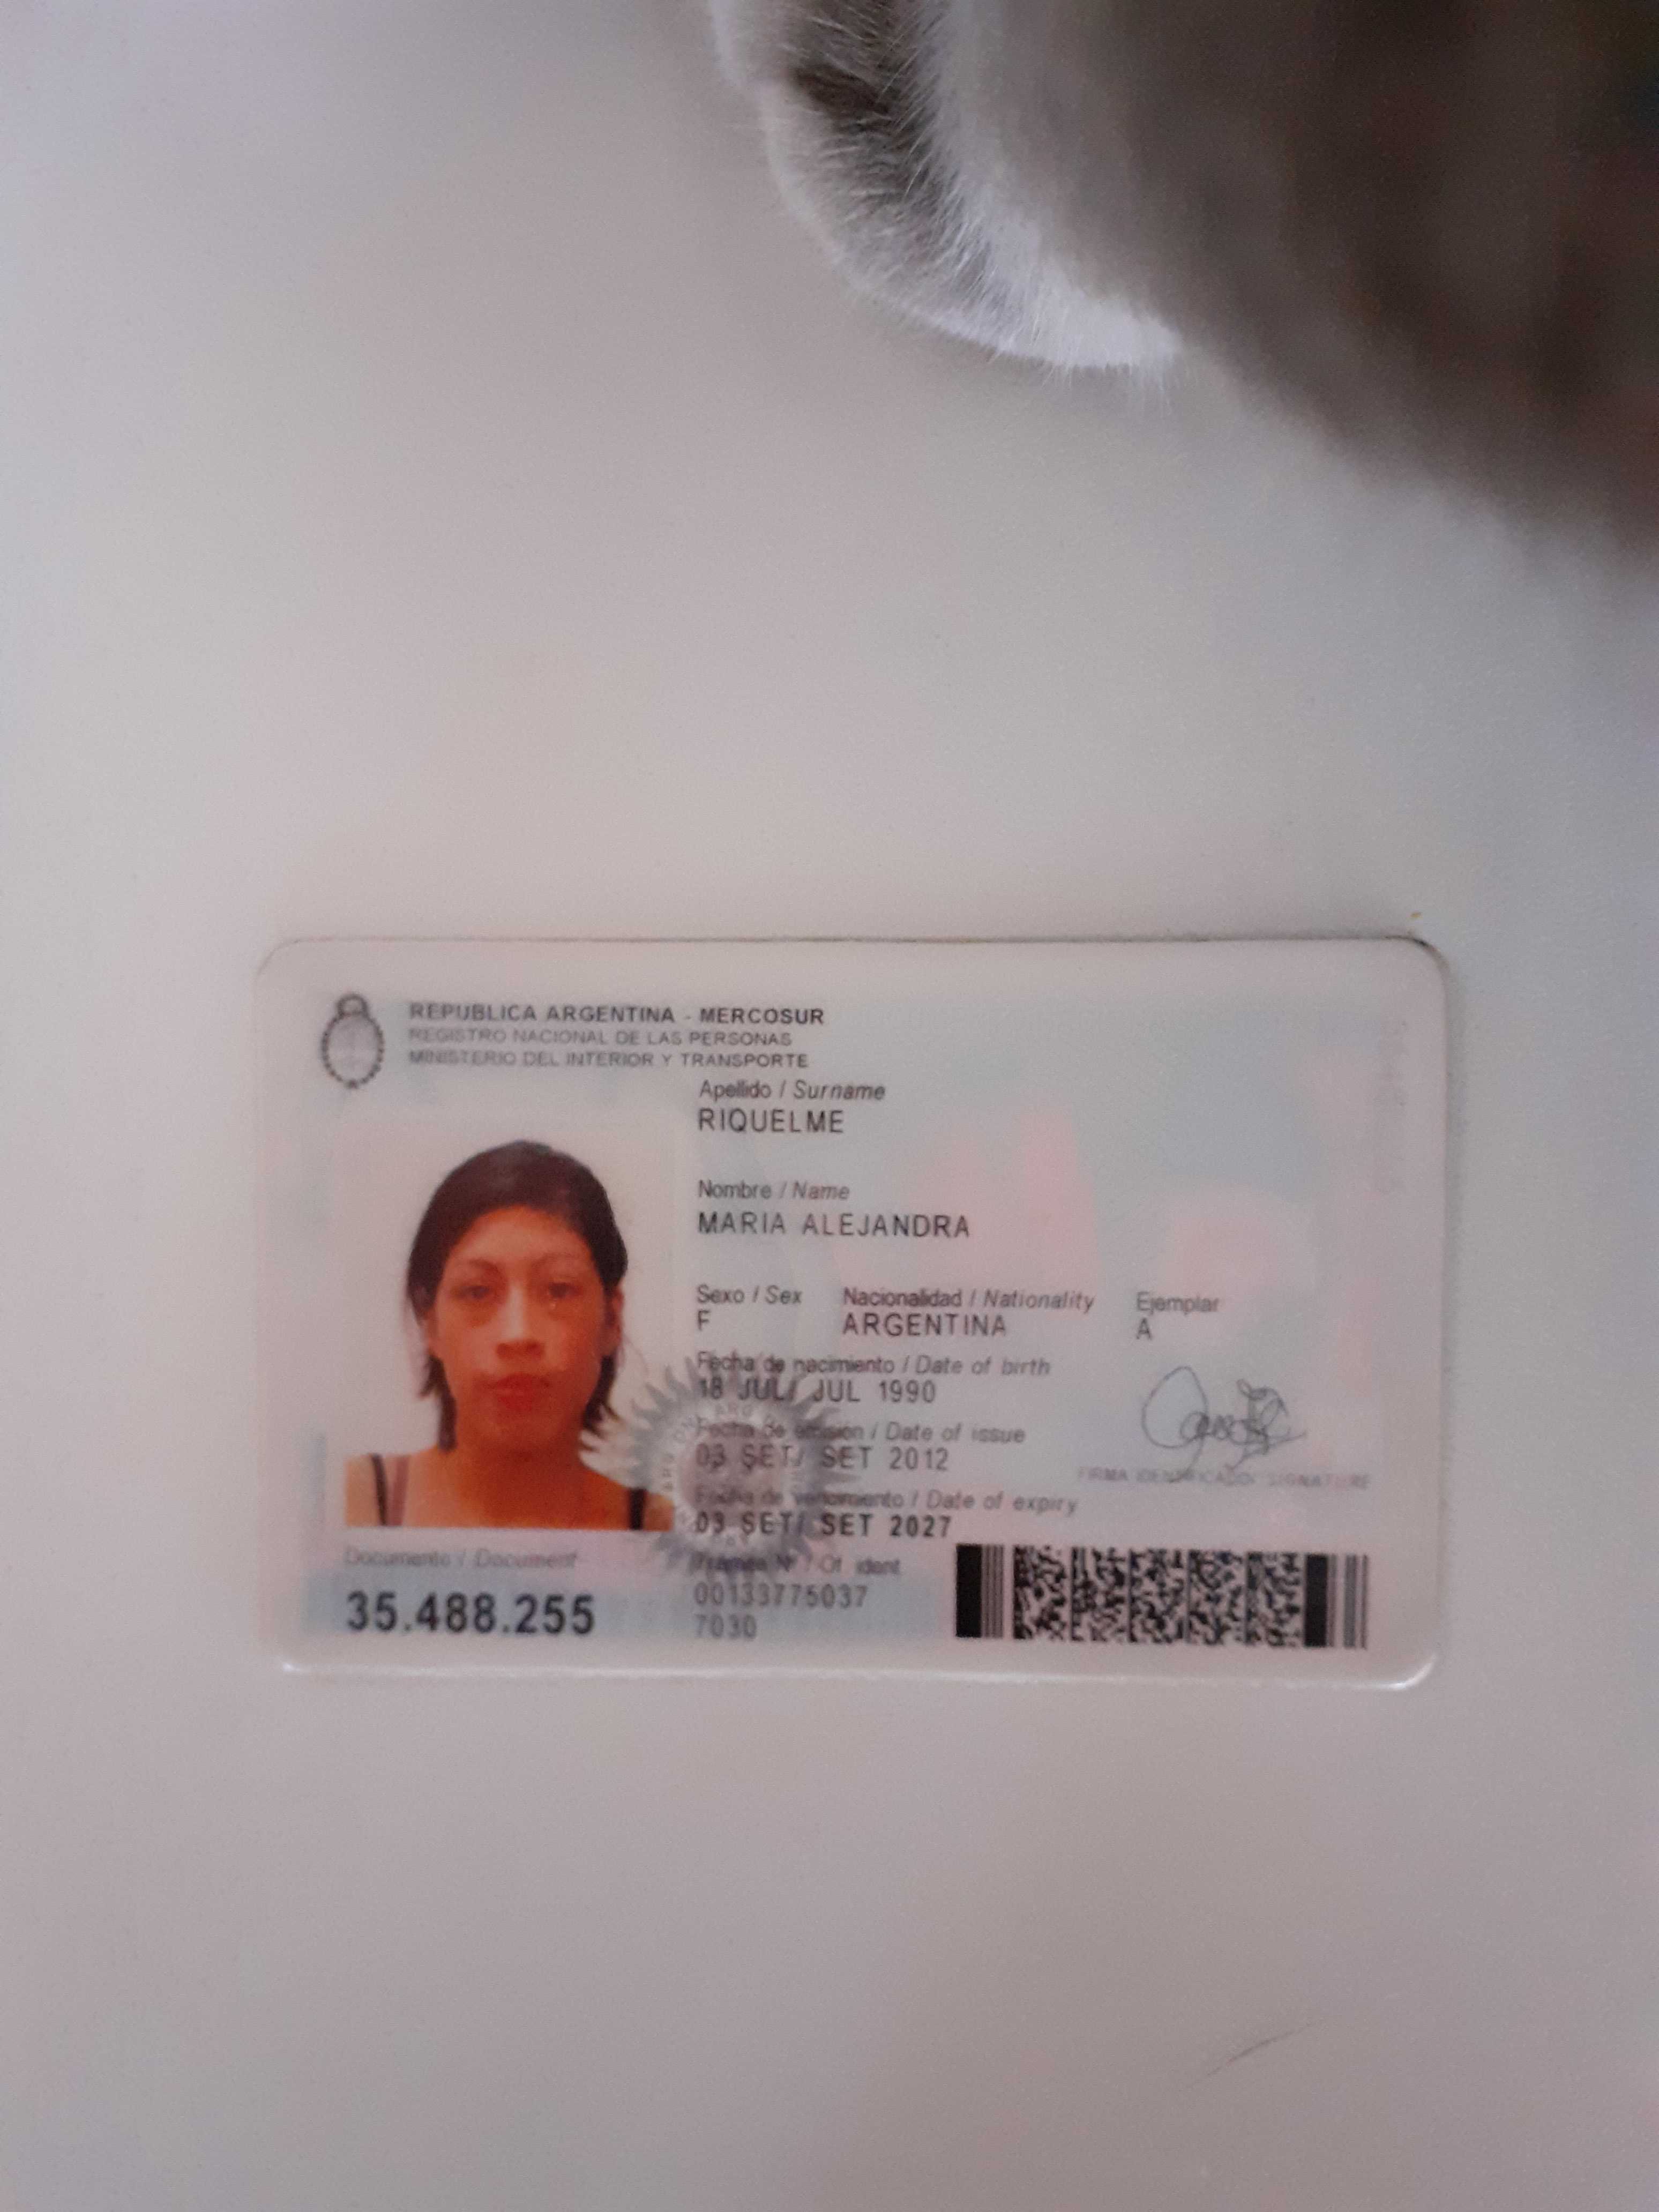 REPUBLICA ARGENTINA - MERCOSUR
REGISTRO NACIONAL DE LAS PERSONAS
MINISTERIO DEL INTERIOR Y TRANSPORTE
Apellido / Surname
RIQUELME
Nombre / Name
MARIA ALEJANDRA
Sexo / Sex Nacionalidad / Nationality Ejemplar
F ARGENTINA A
Fecha de nacimiento / Date of birth
18 JUL/ JUL 1990
Fecha de emisión / Date of issue
03 SET/ SET 2012
Fecha de vencimiento / Date of expiry
03 SET/ SET 2027
FIRMA IDENTIFICADO/ SIGNATURE
Documento / Document
35.488.255
Trámite Nº / Of. ident
00133775037
7030